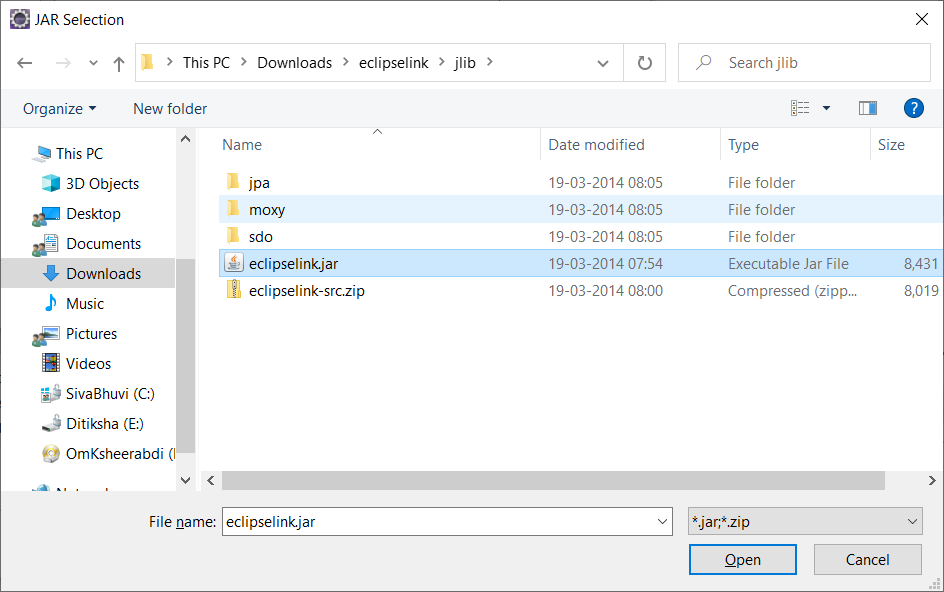 JAR Selection
This PC Downloads eclipselink jlib
Search jlib
Organize New folder
?
Name Date modified Type Size
This PC
3D Objects
Desktop
Documents
Downloads
Music
Pictures
Videos
SivaBhuvi (C:)
Ditiksha (E:)
OmKsheerabdi (
jpa 19-03-2014 08:05 File folder
moxy 19-03-2014 08:05 File folder
sdo 19-03-2014 08:05 File folder
eclipselink.jar 19-03-2014 07:54 Executable Jar File 8,431
eclipselink-src.zip 19-03-2014 08:00 Compressed (zipp... 8,019
File name: eclipselink.jar
*.jar;*.zip
Open Cancel